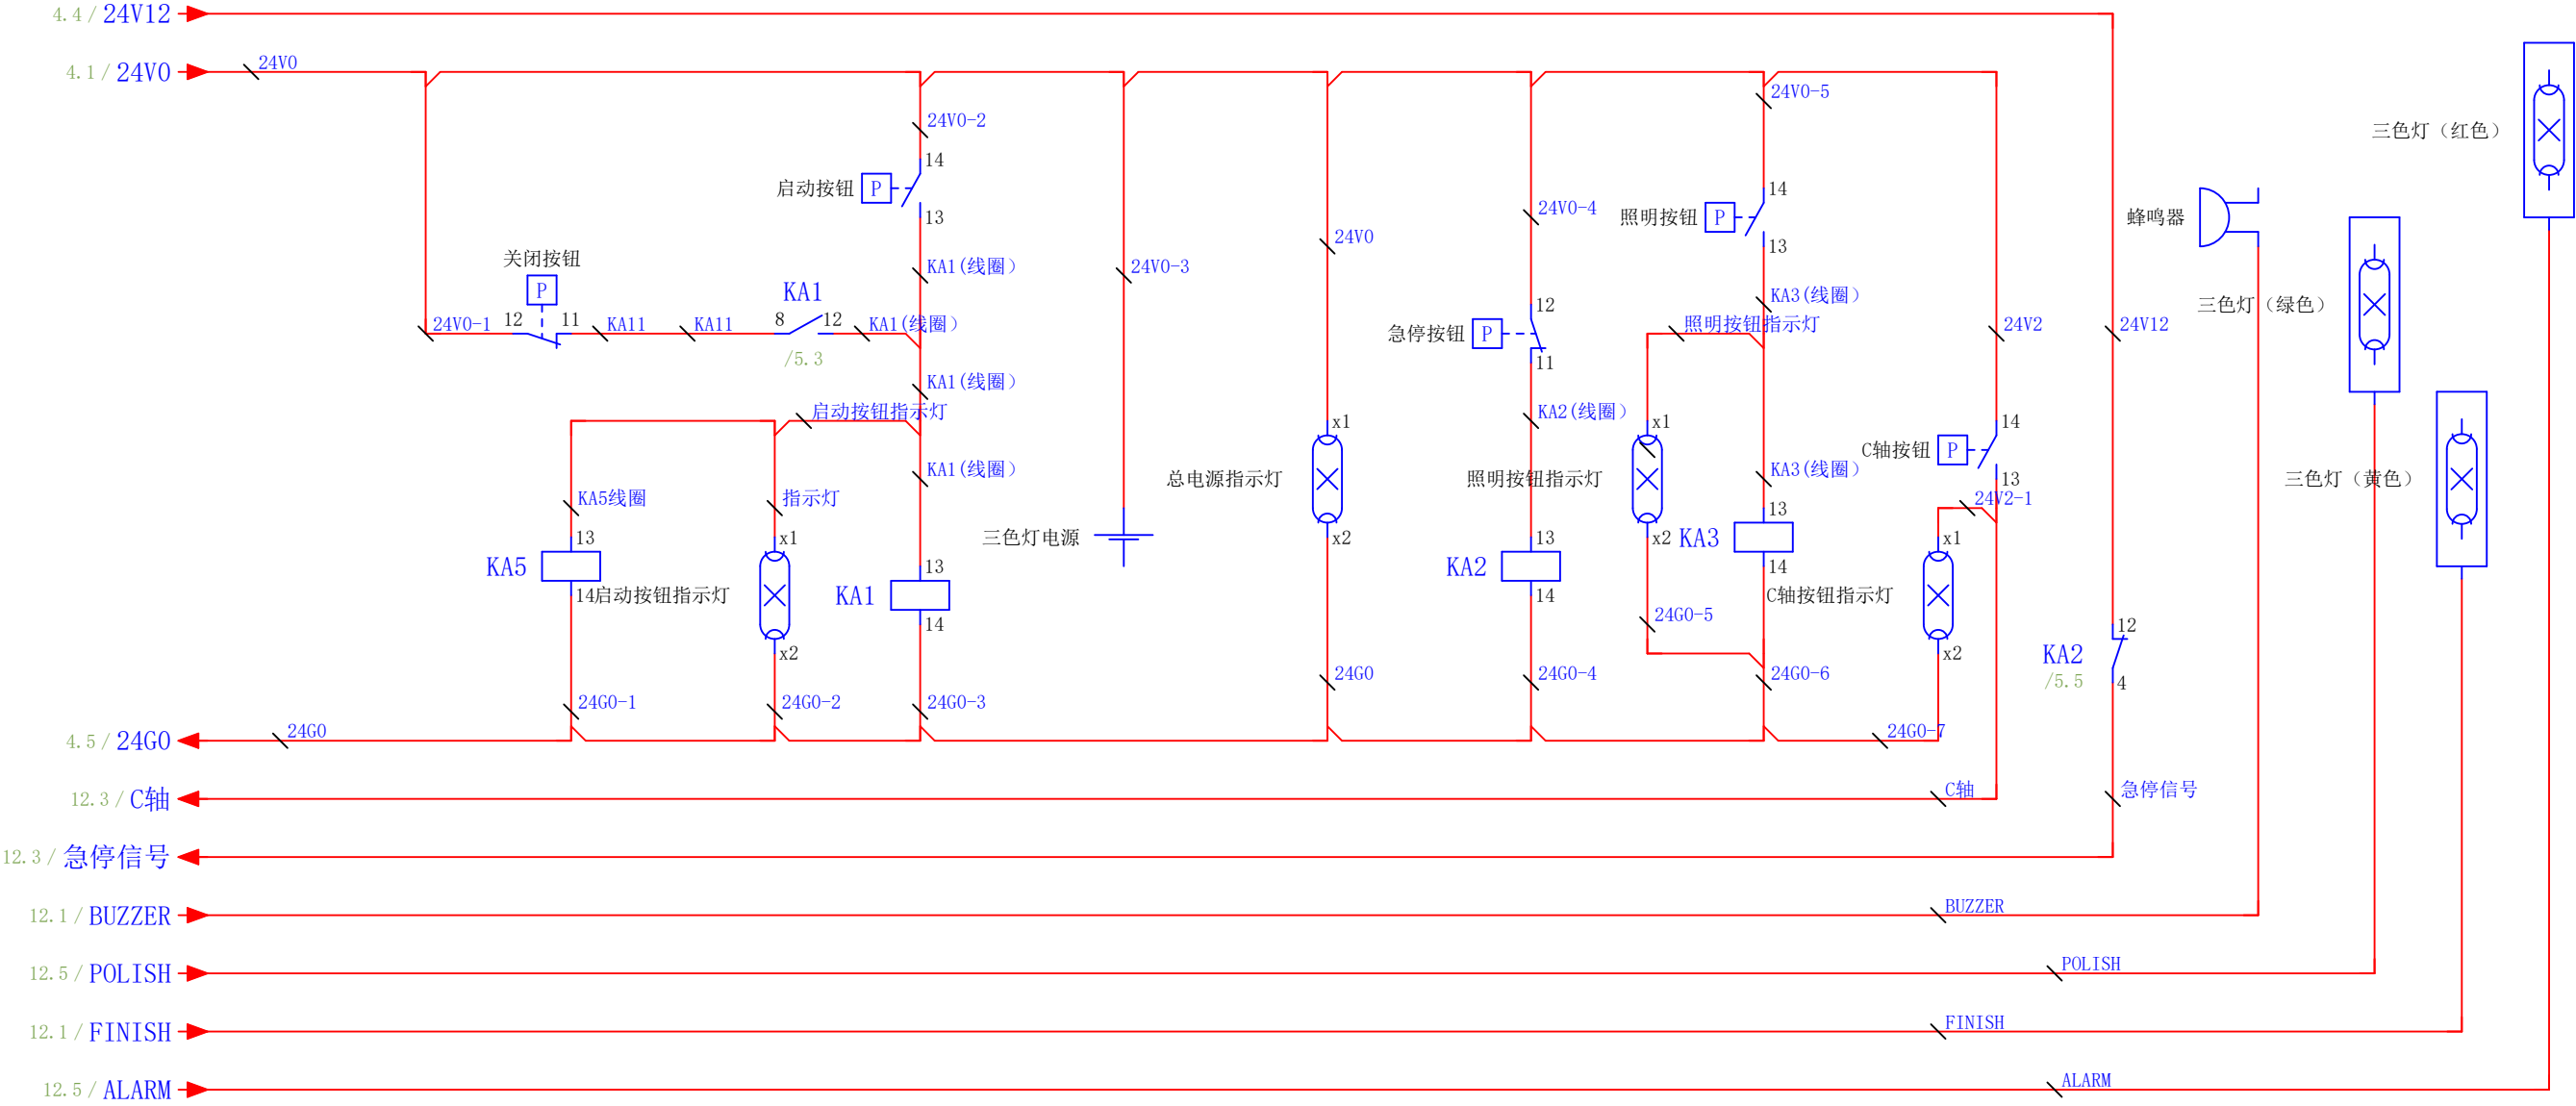 4.4 / 24V12
4.1 / 24V0
24V0
24V0-5
24V0-2
三色灯（红色）
14
启动按钮
P
13
14
照明按钮
P
13
24V0-4
蜂鸣器
24V0
关闭按钮
P
KA1(线圈）
24V0-3
KA1
KA3(线圈）
三色灯（绿色）
12
24V0-1
12
11
KA11
KA11
8
12
KA1(线圈）
急停按钮
P
照明按钮指示灯
24V2
24V12
/5.3
11
KA1(线圈）
启动按钮指示灯
KA2(线圈）
x1
x1
14
C轴按钮
P
KA1(线圈）
总电源指示灯
照明按钮指示灯
KA3(线圈）
13
三色灯（黄色）
KA5线圈
指示灯
24V2-1
13
13
x1
三色灯电源
x2
13
x2
KA3
x1
KA5
13
KA2
14
14
启动按钮指示灯
KA1
14
C轴按钮指示灯
14
24G0-5
12
x2
x2
KA2
/5.5
4
24G0
24G0-4
24G0-6
24G0-1
24G0-2
24G0-3
4.5 / 24G0
24G0
24G0-7
12.3 / C轴
C轴
急停信号
12.3 / 急停信号
12.1 / BUZZER
BUZZER
12.5 / POLISH
POLISH
12.1 / FINISH
FINISH
12.5 / ALARM
ALARM